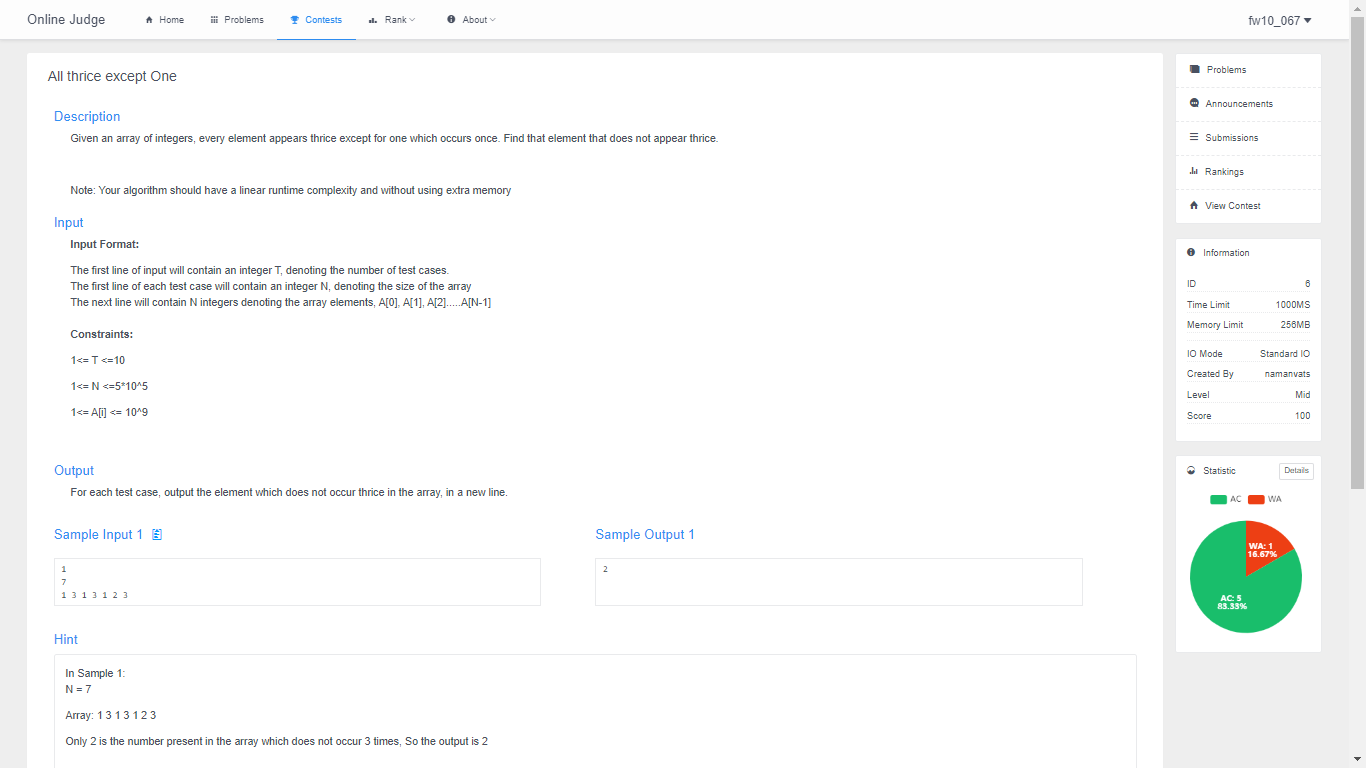 Online Judge
Home
Problems
Contests
Rank
About
fw10_067
All thrice except One
Description
Given an array of integers, every element appears thrice except for one which occurs once. Find that element that does not appear thrice.
Note: Your algorithm should have a linear runtime complexity and without using extra memory
Input
Input Format:
The first line of input will contain an integer T, denoting the number of test cases.
The first line of each test case will contain an integer N, denoting the size of the array
The next line will contain N integers denoting the array elements, A[0], A[1], A[2].....A[N-1]
Constraints:
1<= T <=10
1<= N <=5*10^5
1<= A[i] <= 10^9
Output
For each test case, output the element which does not occur thrice in the array, in a new line.
Sample Input 1
1
7
1 3 1 3 1 2 3
Sample Output 1
2
Hint
In Sample 1:
N = 7
Array: 1 3 1 3 1 2 3
Only 2 is the number present in the array which does not occur 3 times, So the output is 2
Problems
Announcements
Submissions
Rankings
View Contest
Information
ID 6
Time Limit 1000MS
Memory Limit 256MB
IO Mode Standard IO
Created By namanvats
Level Mid
Score 100
Statistic Details
AC WA
WA: 1
16.67%
AC: 5
83.33%